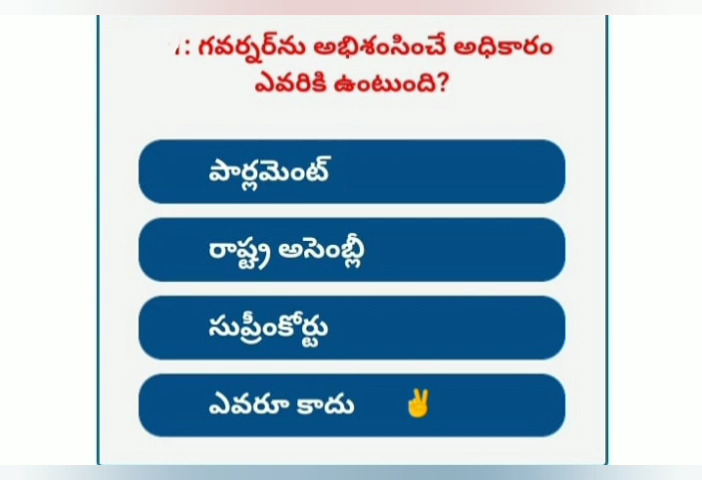 : గవర్నర్‌ను అభిశంసించే అధికారం
ఎవరికి ఉంటుంది?
పార్లమెంట్
రాష్ట్ర అసెంబ్లీ
సుప్రీంకోర్టు
ఎవరూ కాదు ✌️